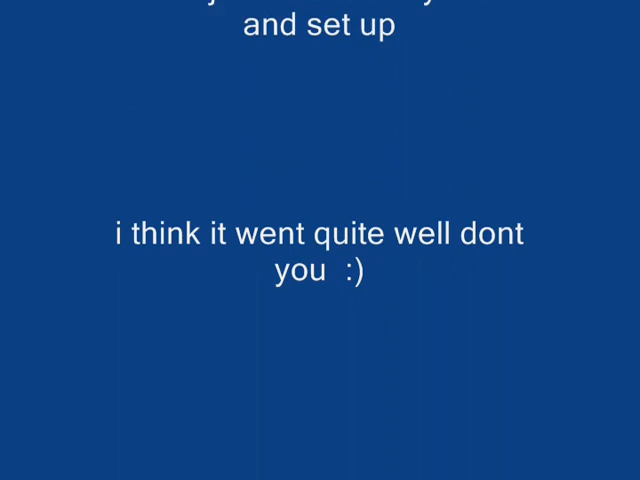 and set up
i think it went quite well dont
you :)